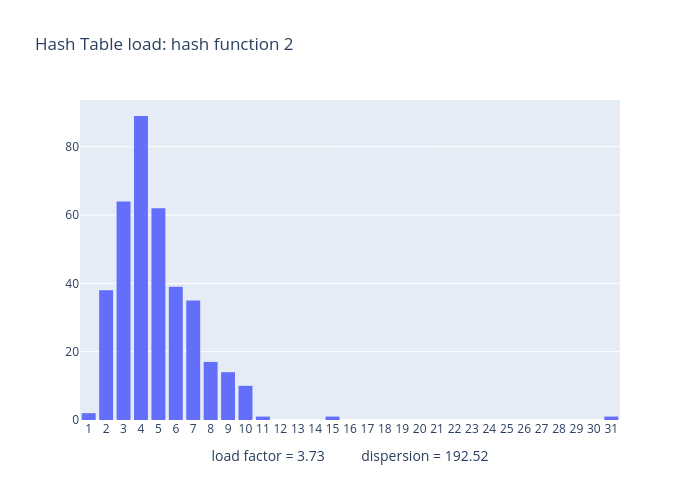 Hash Table load: hash function 2
80
60
40
20
0
1 2 3 4 5 6 7 8 9 10 11 12 13 14 15 16 17 18 19 20 21 22 23 24 25 26 27 28 29 30 31
load factor = 3.73 dispersion = 192.52